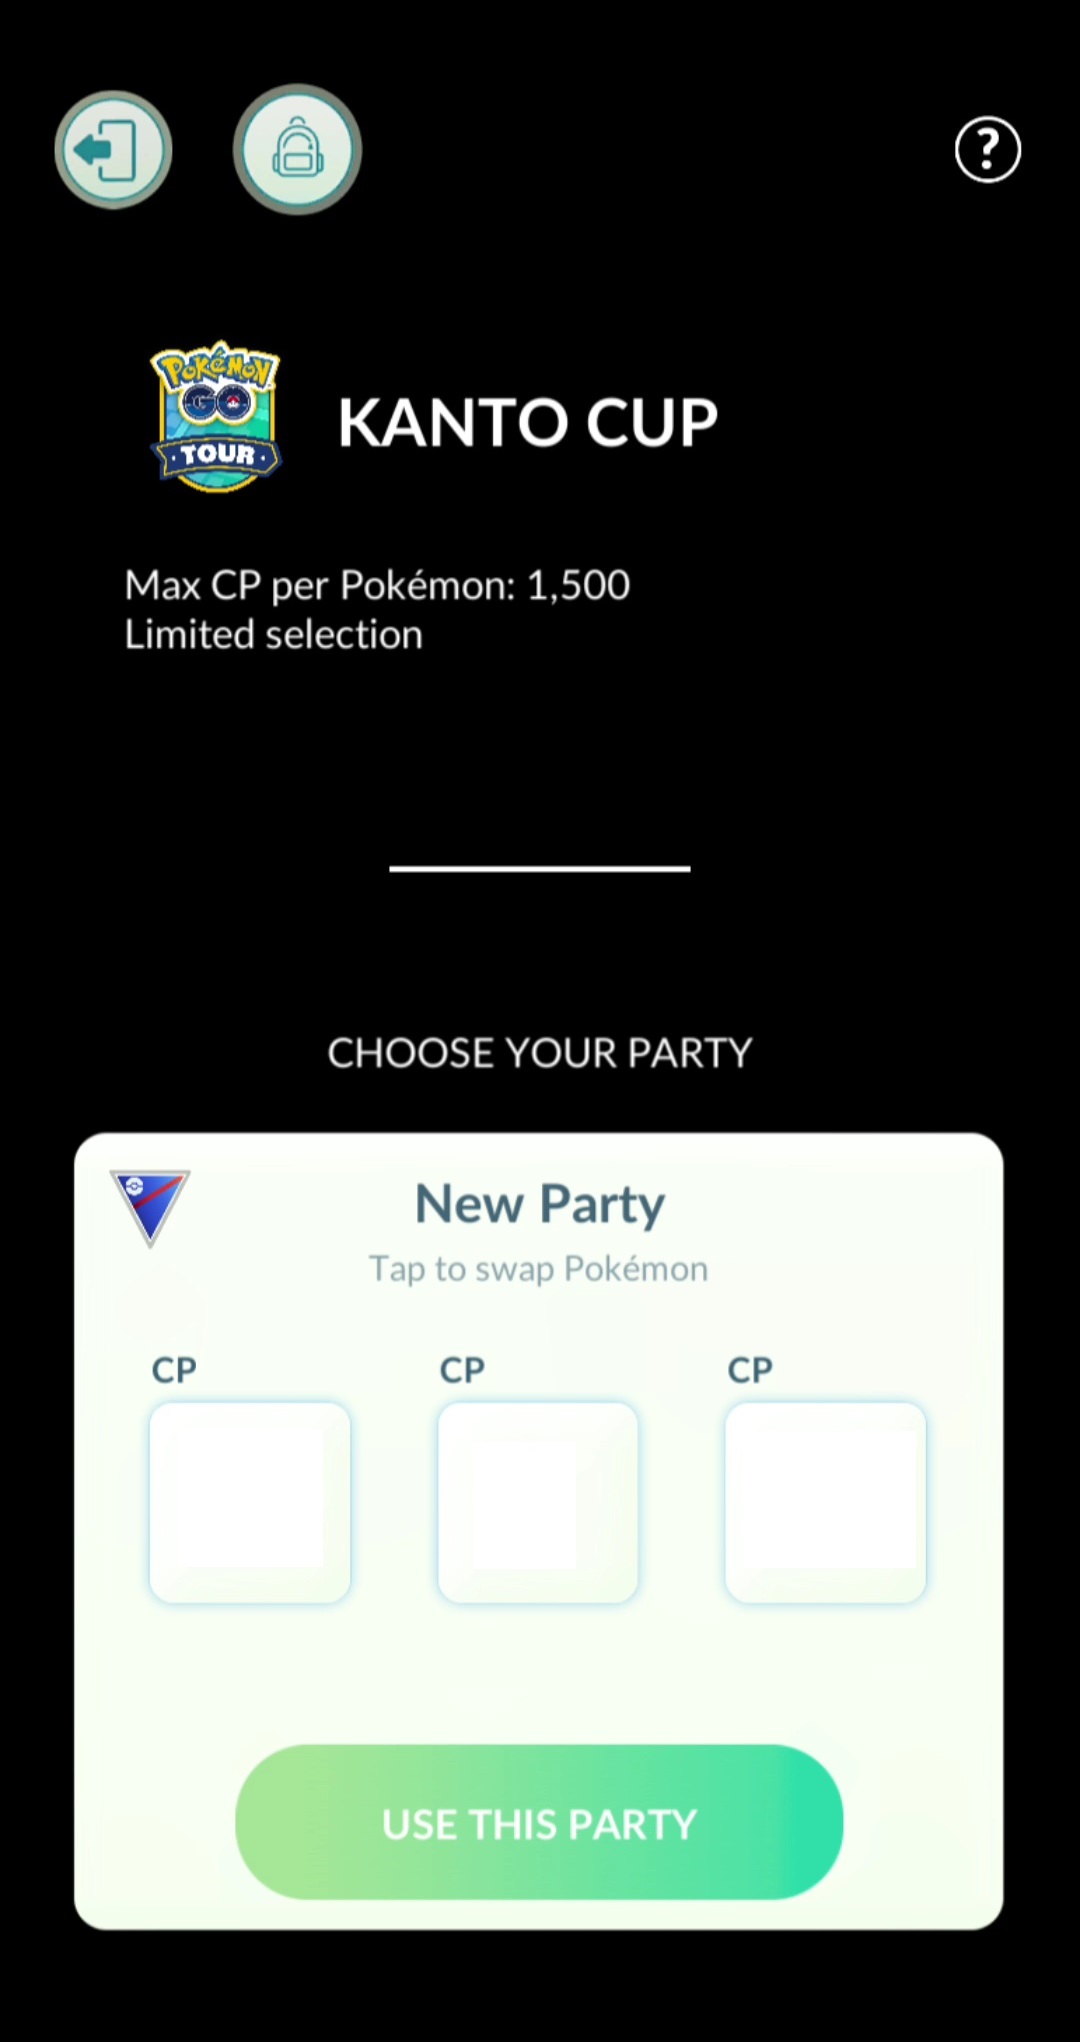 ?
Pokémon
GO
TOUR
KANTO CUP
Max CP per Pokémon: 1,500
Limited selection
CHOOSE YOUR PARTY
New Party
Tap to swap Pokémon
CP CP CP
USE THIS PARTY